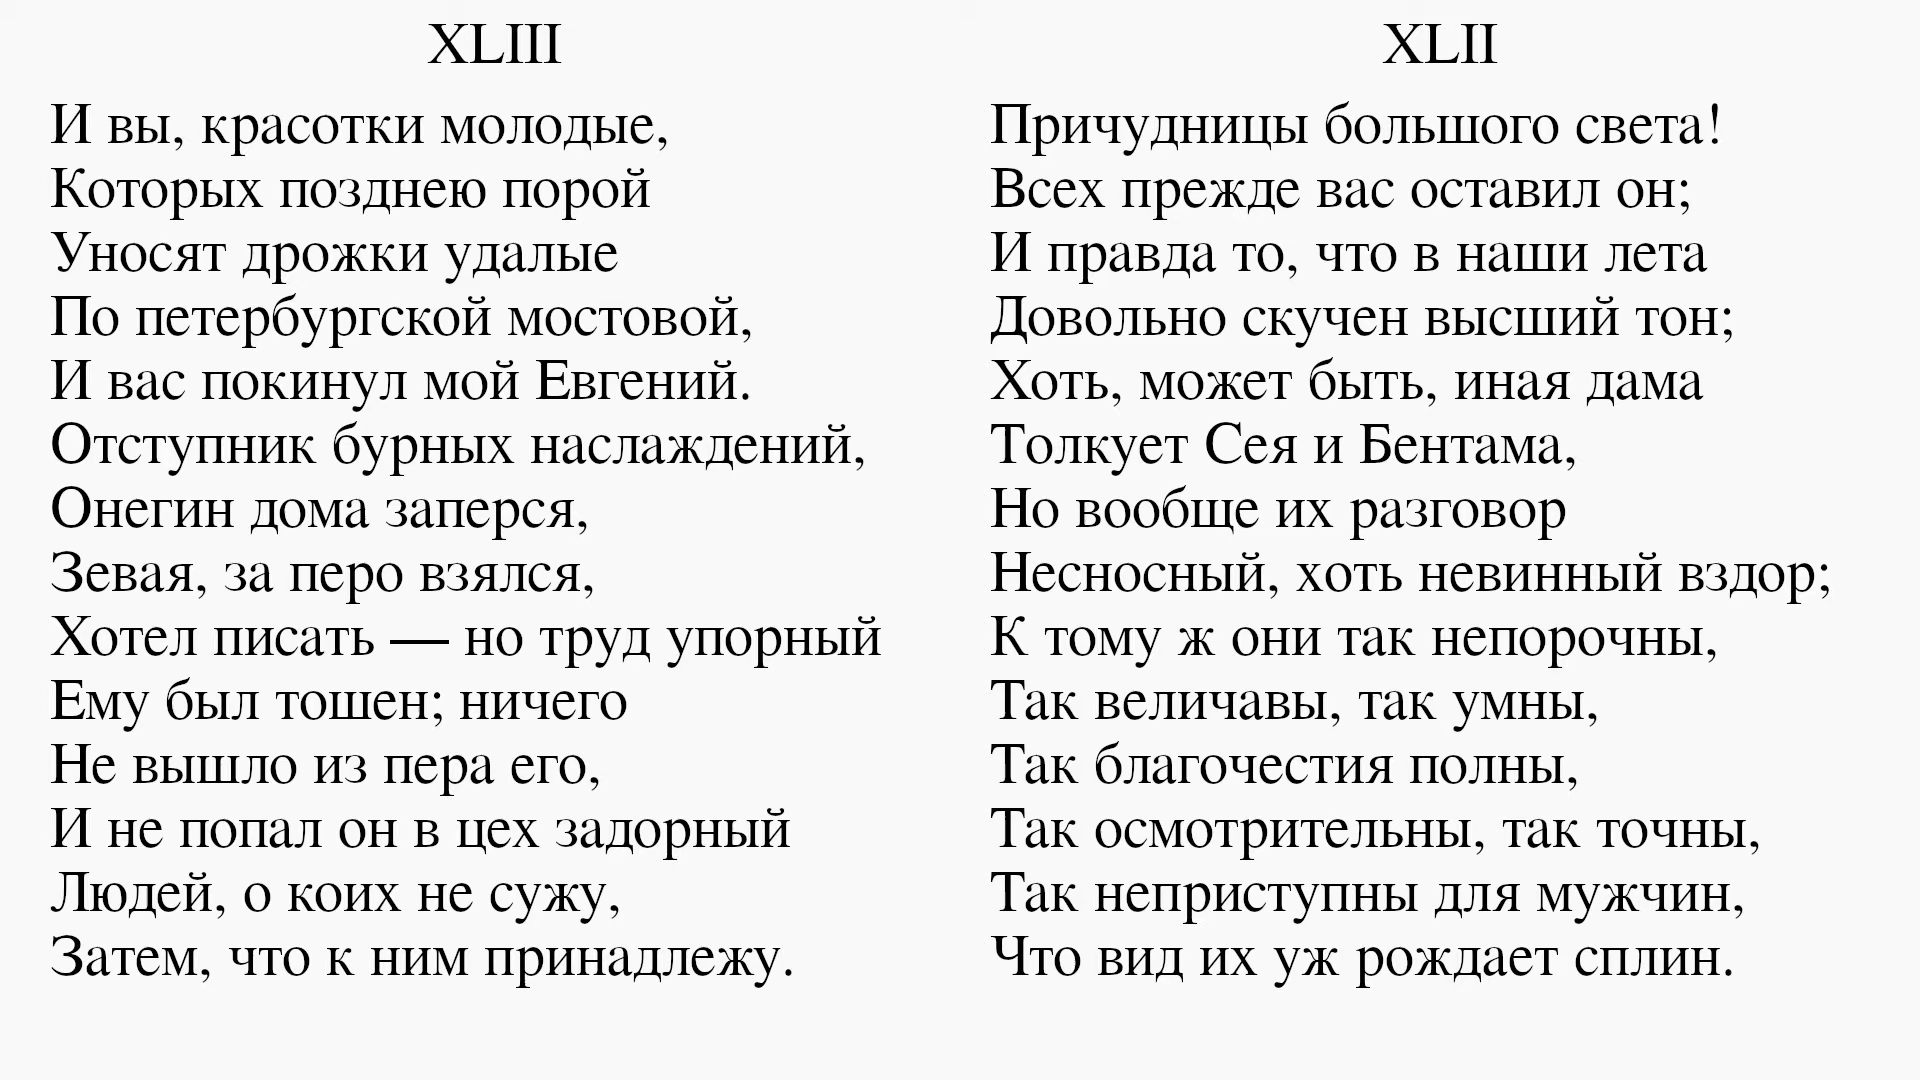 XLIII
И вы, красотки молодые,
Которых позднею порой
Уносят дрожки удалые
По петербургской мостовой,
И вас покинул мой Евгений.
Отступник бурных наслаждений,
Онегин дома заперся,
Зевая, за перо взялся,
Хотел писать — но труд упорный
Ему был тошен; ничего
Не вышло из пера его,
И не попал он в цех задорный
Людей, о коих не сужу,
Затем, что к ним принадлежу.
XLII
Причудницы большого света!
Всех прежде вас оставил он;
И правда то, что в наши лета
Довольно скучен высший тон;
Хоть, может быть, иная дама
Толкует Сея и Бентама,
Но вообще их разговор
Несносный, хоть невинный вздор;
К тому ж они так непорочны,
Так величавы, так умны,
Так благочестия полны,
Так осмотрительны, так точны,
Так неприступны для мужчин,
Что вид их уж рождает сплин.